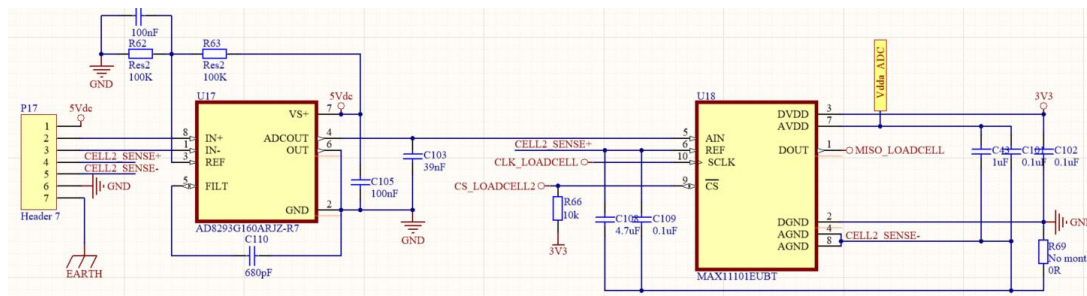 100nF
R62
Res2
100K
GND
R63
Res2
100K
P17
5Vdc
1
2
3
4
5
6
7
CELL2_SENSE+
CELL2_SENSE-
GND
Header 7
EARTH
U17
8 IN+
1 IN-
3 REF
5 FILT
VS+ 7
ADCOUT 4
OUT 6
GND 2
AD8293G160ARJZ-R7
C110
680pF
5Vdc
C105
100nF
C103
39nF
GND
CELL2_SENSE+
CLK_LOADCELL
CS_LOADCELL2
R66
10k
3V3
C108
4.7uF
C109
0.1uF
U18
5 AIN
6 REF
10 SCLK
9 CS
DVDD 3
AVDD 7
DOUT 1
DGND 2
AGND 4
AGND 8
MAX11101EUBT
Vdda_ADC
3V3
MISO_LOADCELL
1uF
0.1uF
C102
0.1uF
CELL2_SENSE-
R69
No mont
0R